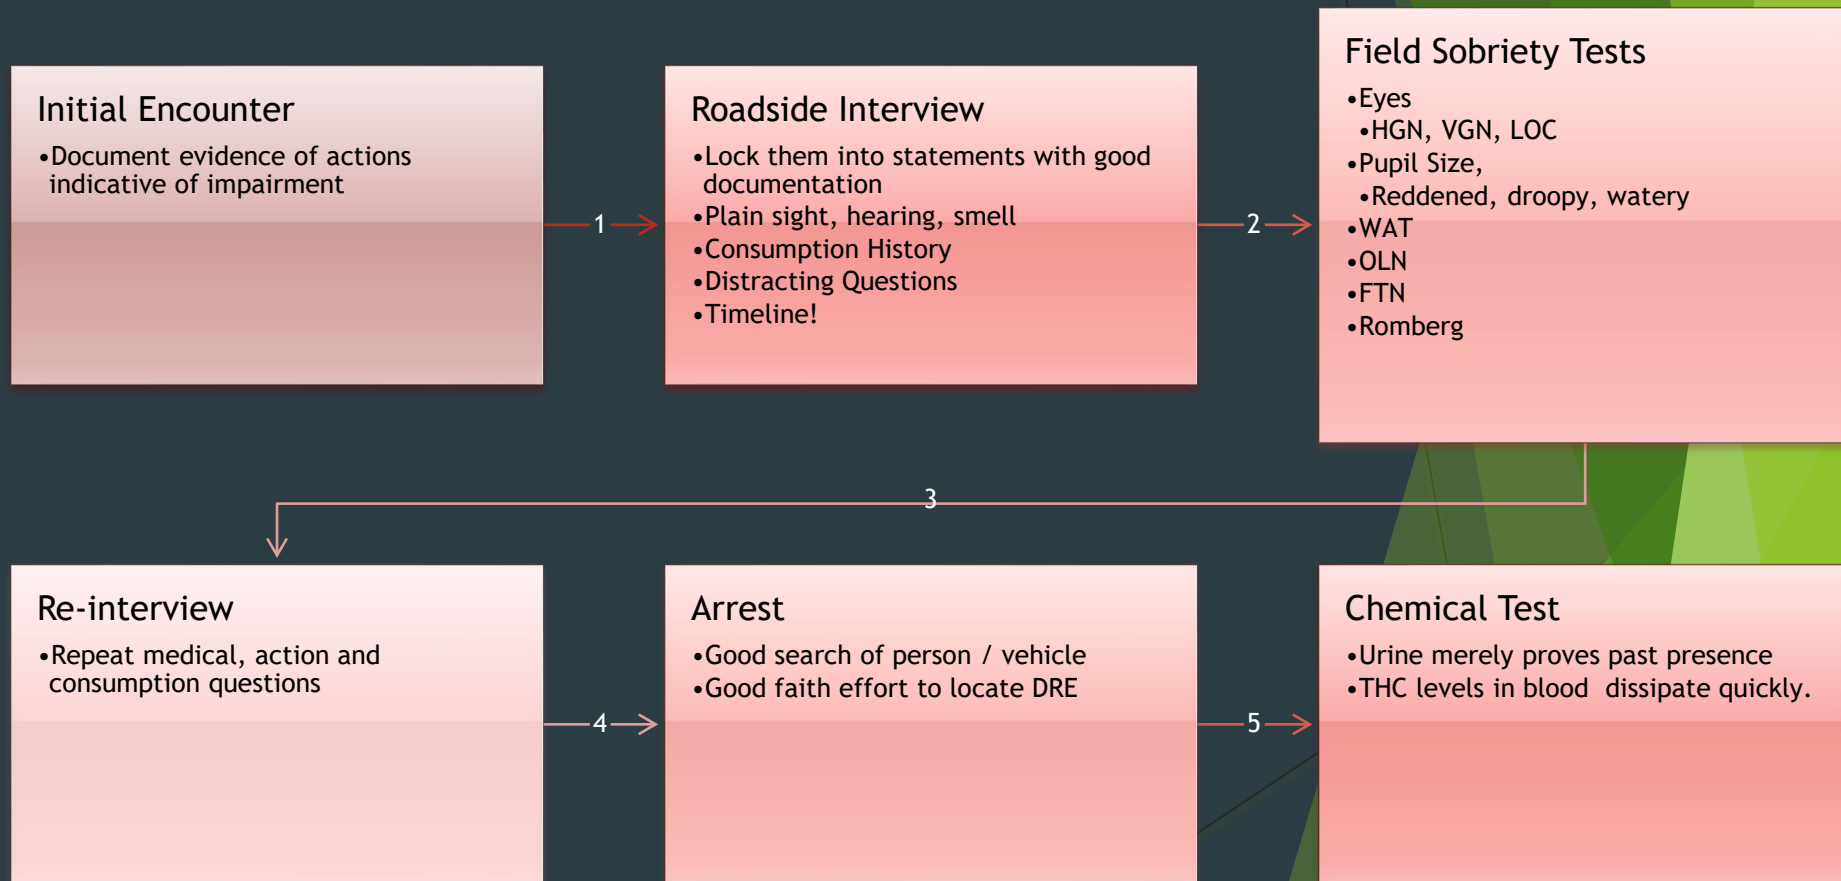 Initial Encounter
•Document evidence of actions
indicative of impairment
1
Roadside Interview
•Lock them into statements with good
documentation
•Plain sight, hearing, smell
•Consumption History
•Distracting Questions
•Timeline!
2
Field Sobriety Tests
•Eyes
•HGN, VGN, LOC
•Pupil Size,
•Reddened, droopy, watery
•WAT
•OLN
•FTN
•Romberg
3
Re-interview
•Repeat medical, action and
consumption questions
4
Arrest
•Good search of person / vehicle
•Good faith effort to locate DRE
5
Chemical Test
•Urine merely proves past presence
•THC levels in blood dissipate quickly.